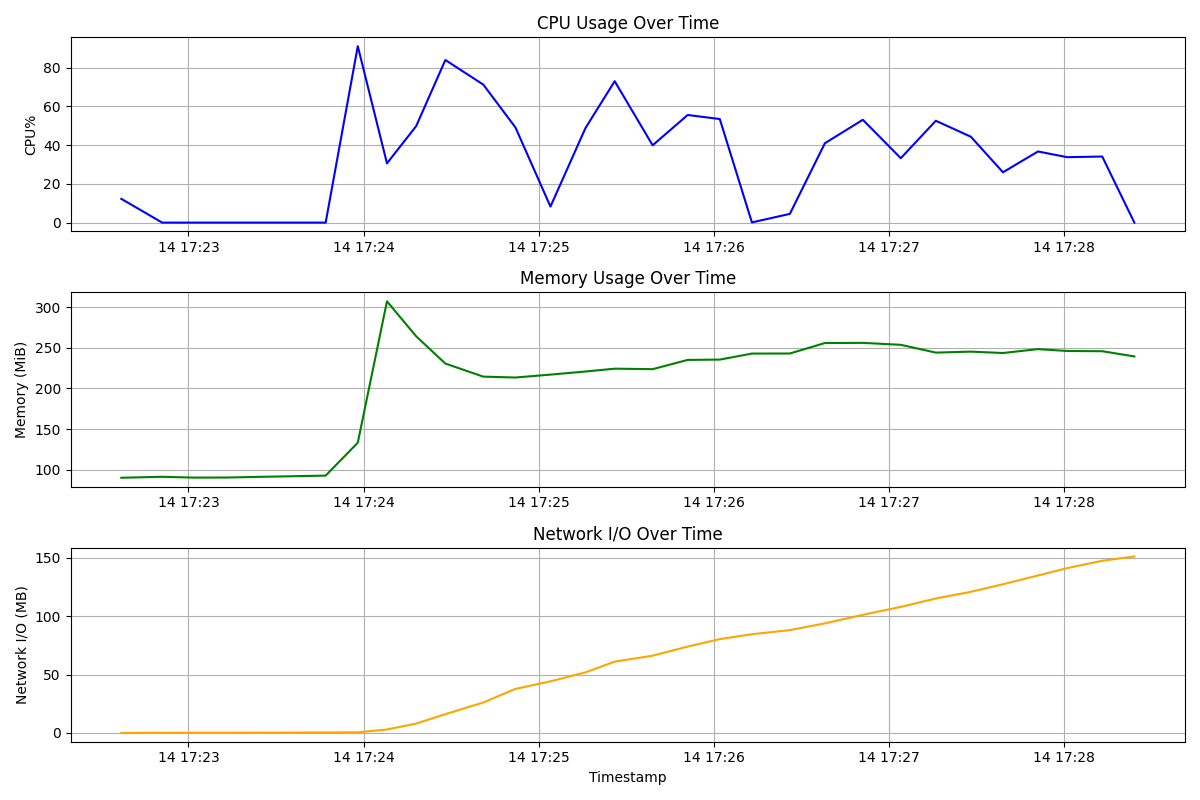 CPU Usage Over Time
CPU%
80
60
40
20
0
14 17:23 14 17:24 14 17:25 14 17:26 14 17:27 14 17:28
Memory Usage Over Time
Memory (MiB)
300
250
200
150
100
14 17:23 14 17:24 14 17:25 14 17:26 14 17:27 14 17:28
Network I/O Over Time
Network I/O (MB)
150
100
50
0
14 17:23 14 17:24 14 17:25 14 17:26 14 17:27 14 17:28
Timestamp